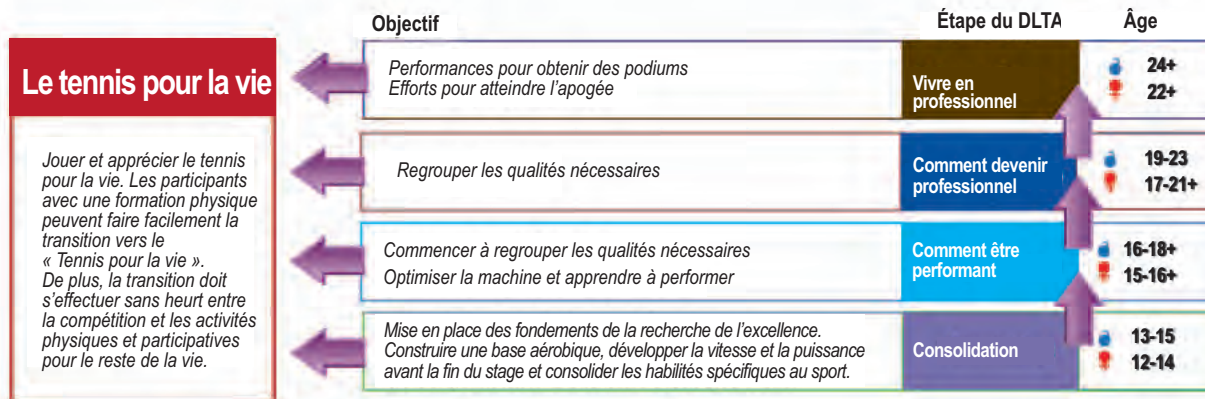 Objectif
Étape du DLTA
Âge
Le tennis pour la vie
Jouer et apprécier le tennis
pour la vie. Les participants
avec une formation physique
peuvent faire facilement la
transition vers le
« Tennis pour la vie ».
De plus, la transition doit
s'effectuer sans heurt entre
la compétition et les activités
physiques et participatives
pour le reste de la vie.
Performances pour obtenir des podiums
Efforts pour atteindre l'apogée
Vivre en
professionnel
24+
22+
Regrouper les qualités nécessaires
Comment devenir
professionnel
19-23
17-21+
Commencer à regrouper les qualités nécessaires
Optimiser la machine et apprendre à performer
Comment être
performant
16-18+
15-16+
Mise en place des fondements de la recherche de l'excellence.
Construire une base aérobique, développer la vitesse et la puissance
avant la fin du stage et consolider les habilités spécifiques au sport.
Consolidation
13-15
12-14